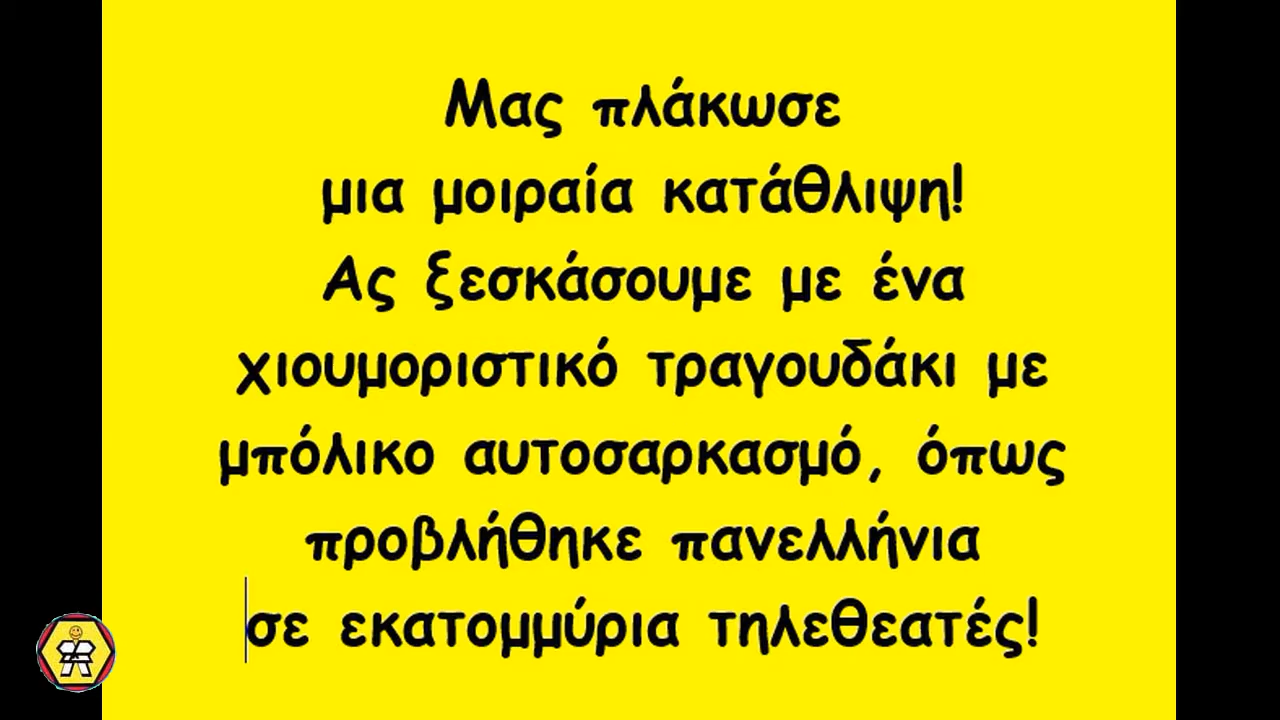 Μας πλάκωσε
μια μοιραία κατάθλιψη!
Ας ξεσκάσουμε με ένα
χιουμοριστικό τραγουδάκι με
μπόλικο αυτοσαρκασμό, όπως
προβλήθηκε πανελλήνια
σε εκατομμύρια τηλεθεατές!